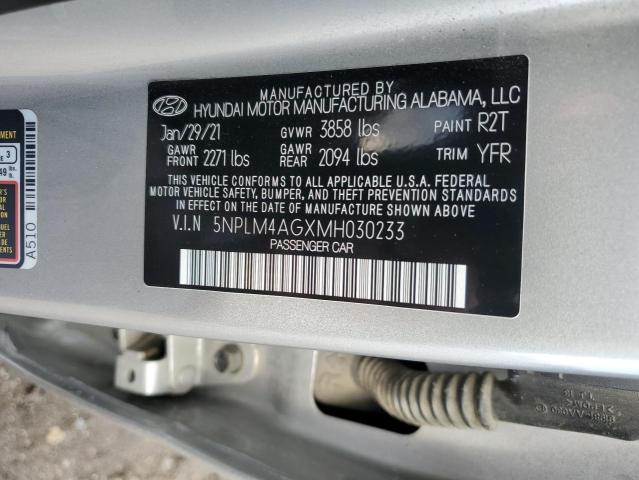 MANUFACTURED BY
HYUNDAI MOTOR MANUFACTURING ALABAMA, LLC
Jan/29/21 GVWR 3858 lbs PAINT R2T
GAWR FRONT 2271 lbs GAWR REAR 2094 lbs TRIM YFR
THIS VEHICLE CONFORMS TO ALL APPLICABLE U.S.A. FEDERAL
MOTOR VEHICLE SAFETY, BUMPER, AND THEFT PREVENTION STANDARDS
IN EFFECT ON THE DATE OF MANUFACTURE SHOWN ABOVE.
V.I.N 5NPLM4AGXMH030233
PASSENGER CAR
A510